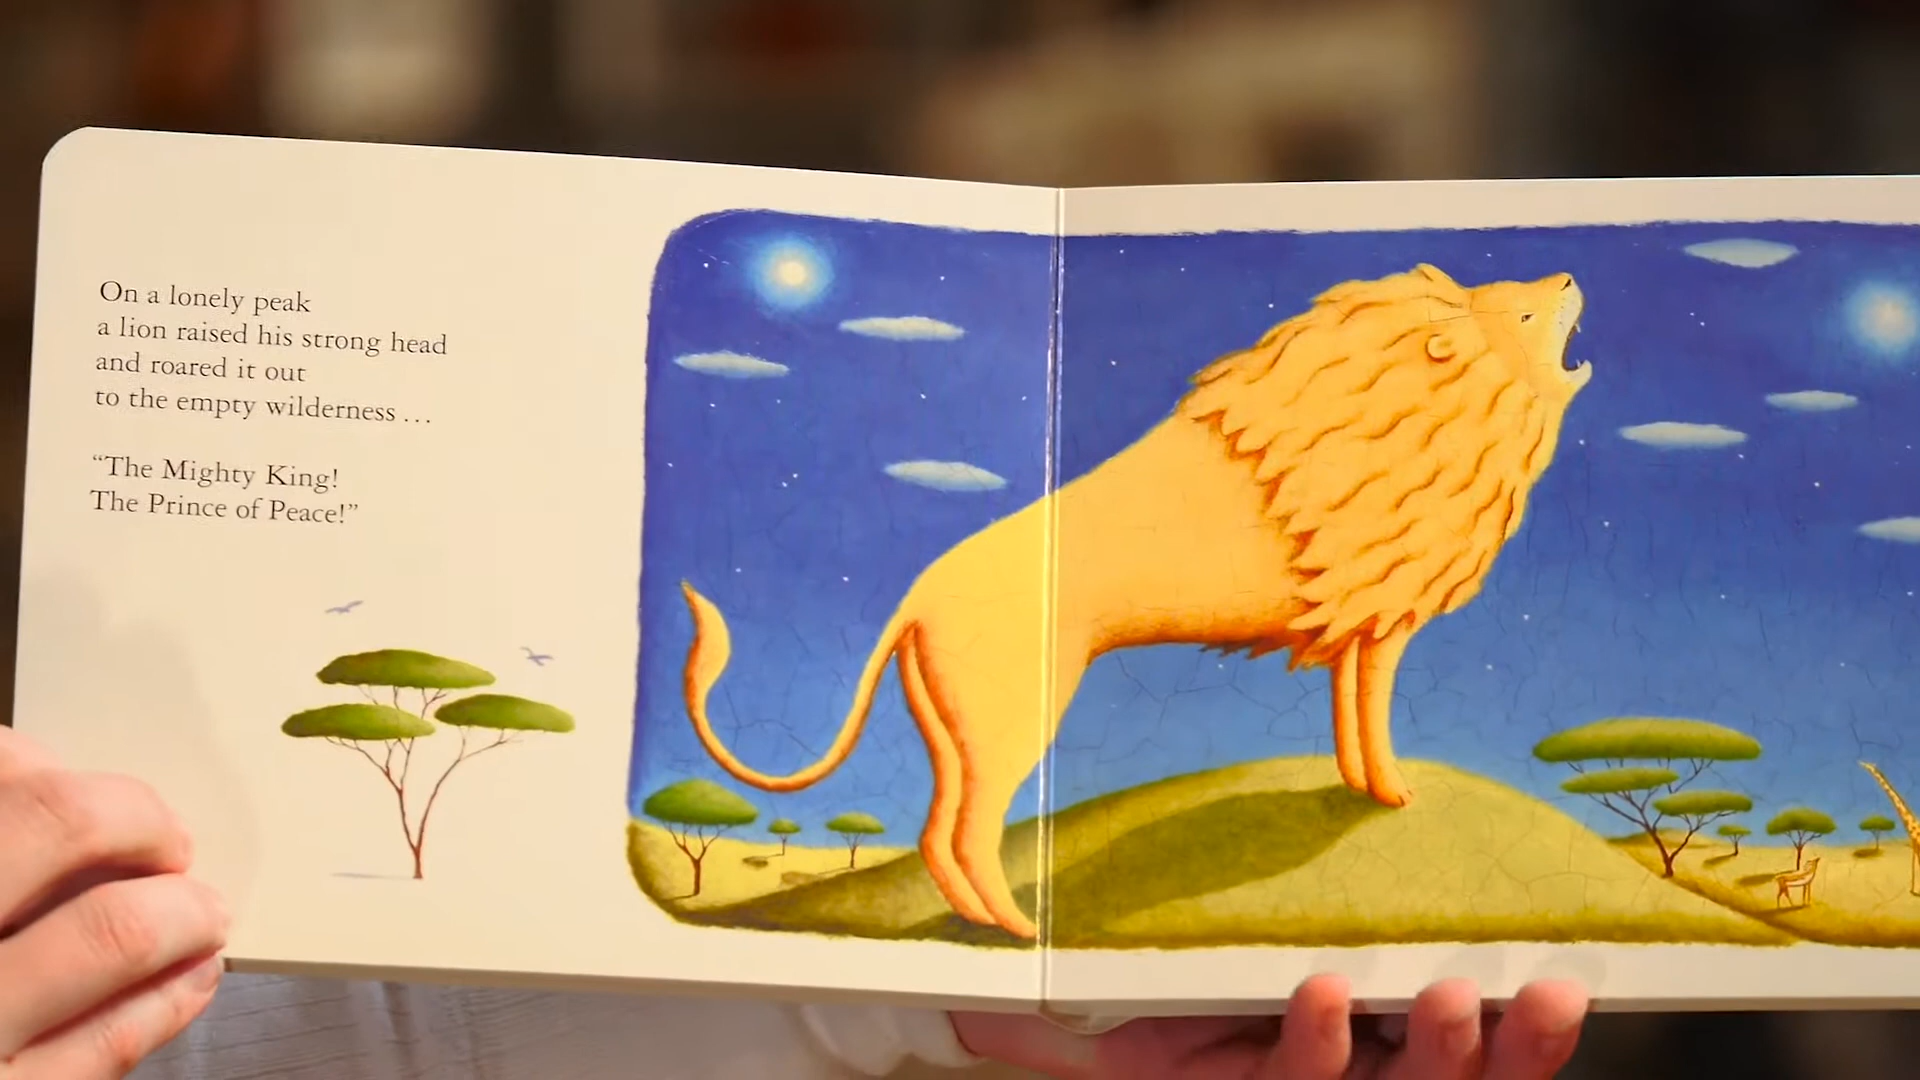 On a lonely peak
a lion raised his strong head
and roared it out
to the empty wilderness ...
“The Mighty King!
The Prince of Peace!”